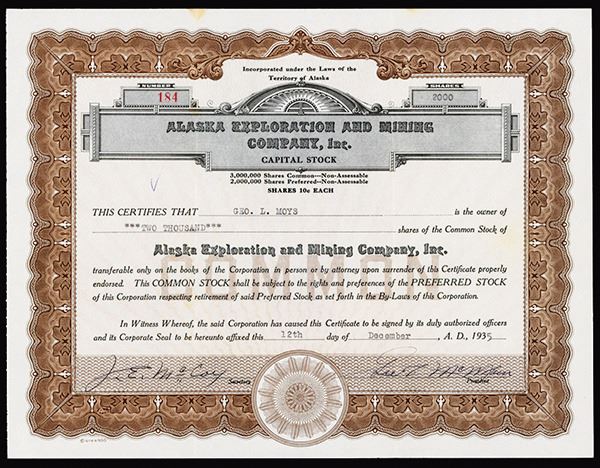 Incorporated under the Laws of the
Territory of Alaska
NUMBER
184
SHARES
2000
ALASKA EXPLORATION AND MINING
COMPANY, Inc.
CAPITAL STOCK
3,000,000 Shares Common---Non-Assessable
2,000,000 Shares Preferred---Non-Assessable
SHARES 10c EACH
THIS CERTIFIES THAT GEO. L. MOYS is the owner of
***TWO THOUSAND*** shares of the Common Stock of
Alaska Exploration and Mining Company, Inc.
COMMON
transferable only on the books of the Corporation in person or by attorney upon surrender of this Certificate properly
endorsed. This COMMON STOCK shall be subject to the rights and preferences of the PREFERRED STOCK
of this Corporation respecting retirement of said Preferred Stock as set forth in the By-Laws of this Corporation.
In Witness Whereof, the said Corporation has caused this Certificate to be signed by its duly authorized officers
and its Corporate Seal to be hereunto affixed this 12th day of December, A. D., 1935
J. E. McCoy
Secretary
President